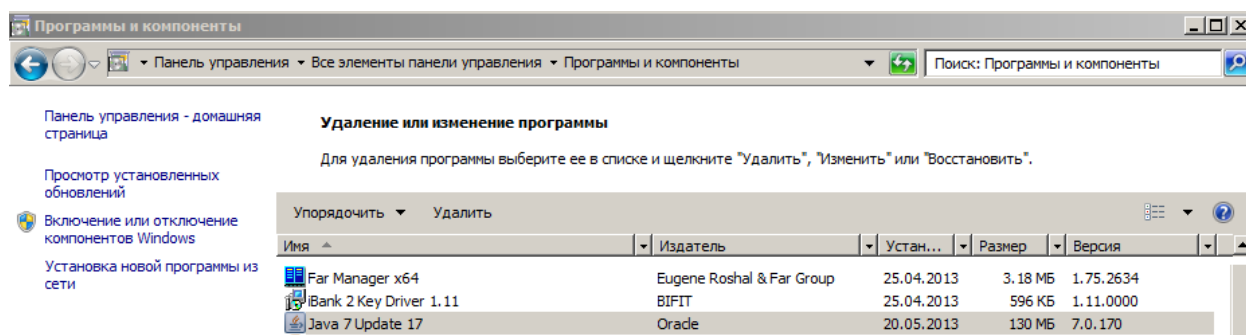 Программы и компоненты
Панель управления Все элементы панели управления Программы и компоненты Поиск: Программы и компоненты
Панель управления - домашняя
страница
Просмотр установленных
обновлений
Включение или отключение
компонентов Windows
Установка новой программы из
сети
Удаление или изменение программы
Для удаления программы выберите ее в списке и щелкните "Удалить", "Изменить" или "Восстановить".
Упорядочить Удалить
Имя Издатель Устан... Размер Версия
Far Manager x64 Eugene Roshal & Far Group 25.04.2013 3.18 МБ 1.75.2634
iBank 2 Key Driver 1.11 BIFIT 25.04.2013 596 КБ 1.11.0000
Java 7 Update 17 Oracle 20.05.2013 130 МБ 7.0.170